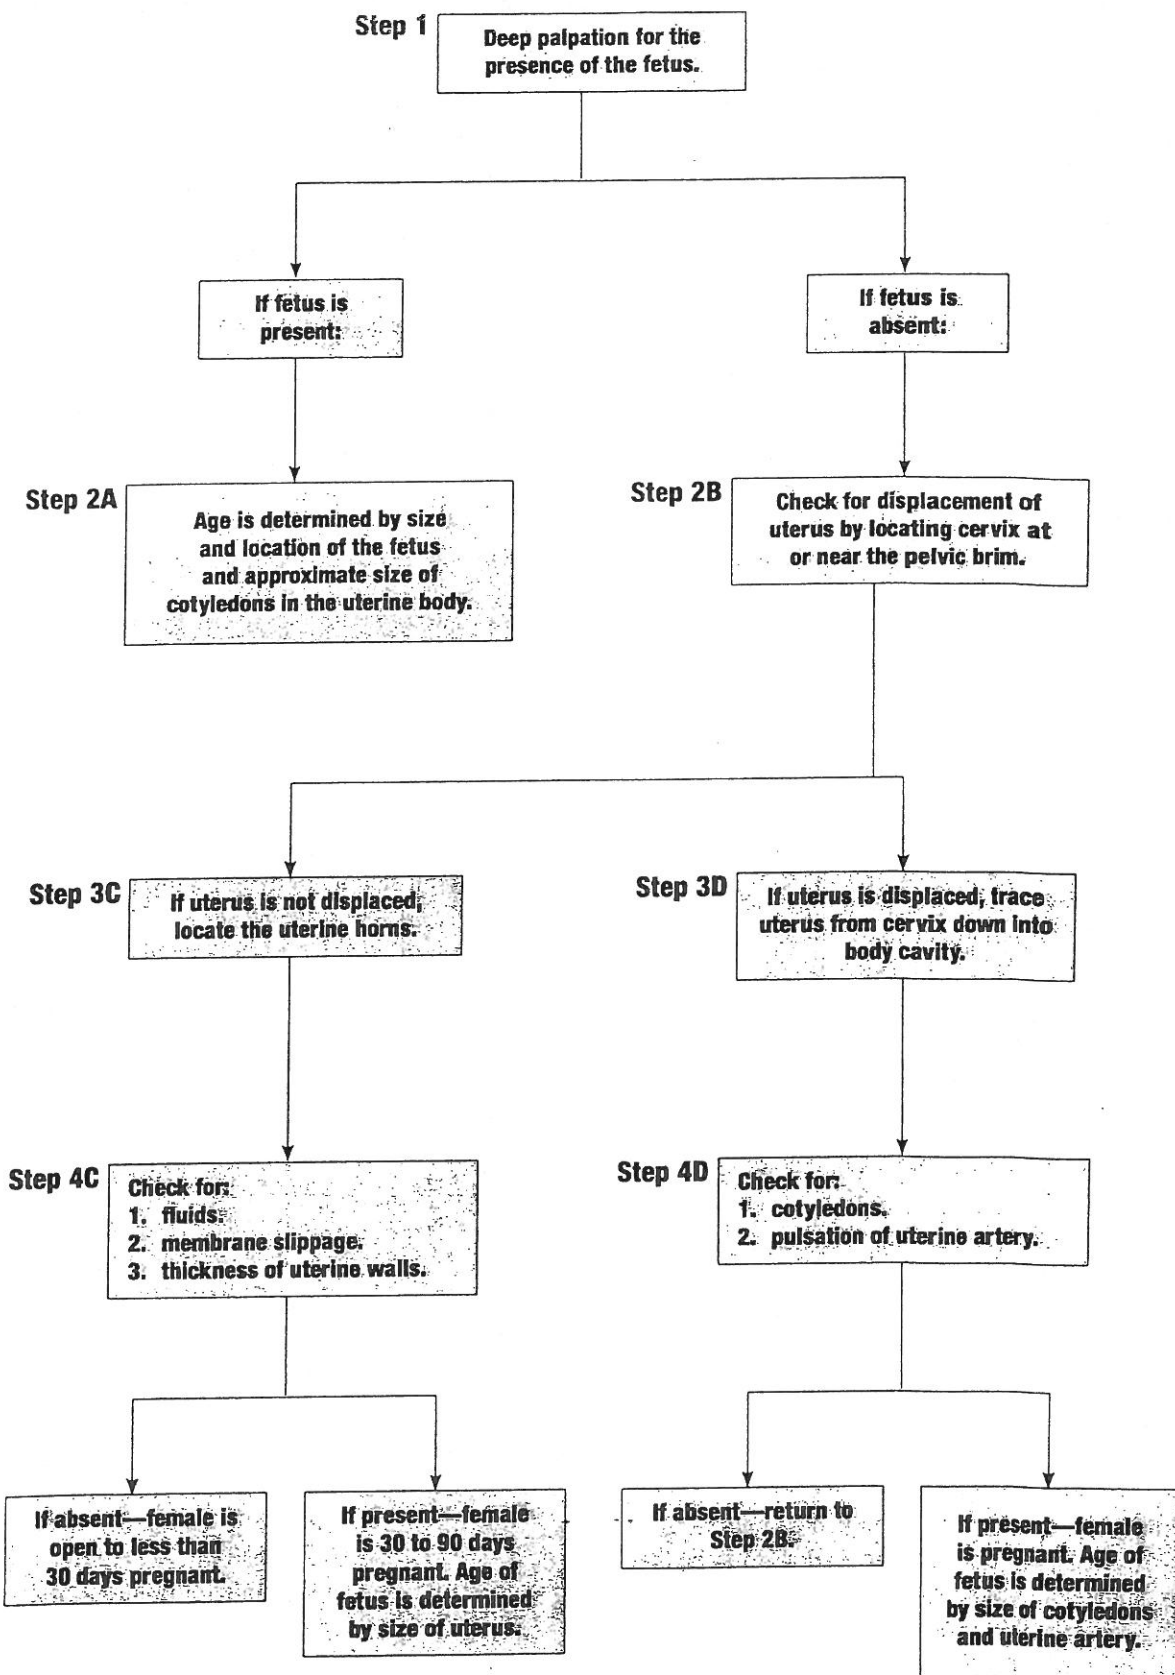 Step 1
Deep palpation for the
presence of the fetus.
If fetus is
present:
If fetus is
absent:
Step 2A
Age is determined by size
and location of the fetus
and approximate size of
cotyledons in the uterine body.
Step 2B
Check for displacement of
uterus by locating cervix at
or near the pelvic brim.
Step 3C
If uterus is not displaced,
locate the uterine horns.
Step 3D
If uterus is displaced, trace
uterus from cervix down into
body cavity.
Step 4C
Check for:
1. fluids.
2. membrane slippage.
3. thickness of uterine walls.
Step 4D
Check for:
1. cotyledons.
2. pulsation of uterine artery.
If absent—female is
open to less than
30 days pregnant.
If present—female
is 30 to 90 days
pregnant. Age of
fetus is determined
by size of uterus.
If absent—return to
Step 2B.
If present—female
is pregnant. Age of
fetus is determined
by size of cotyledons
and uterine artery.